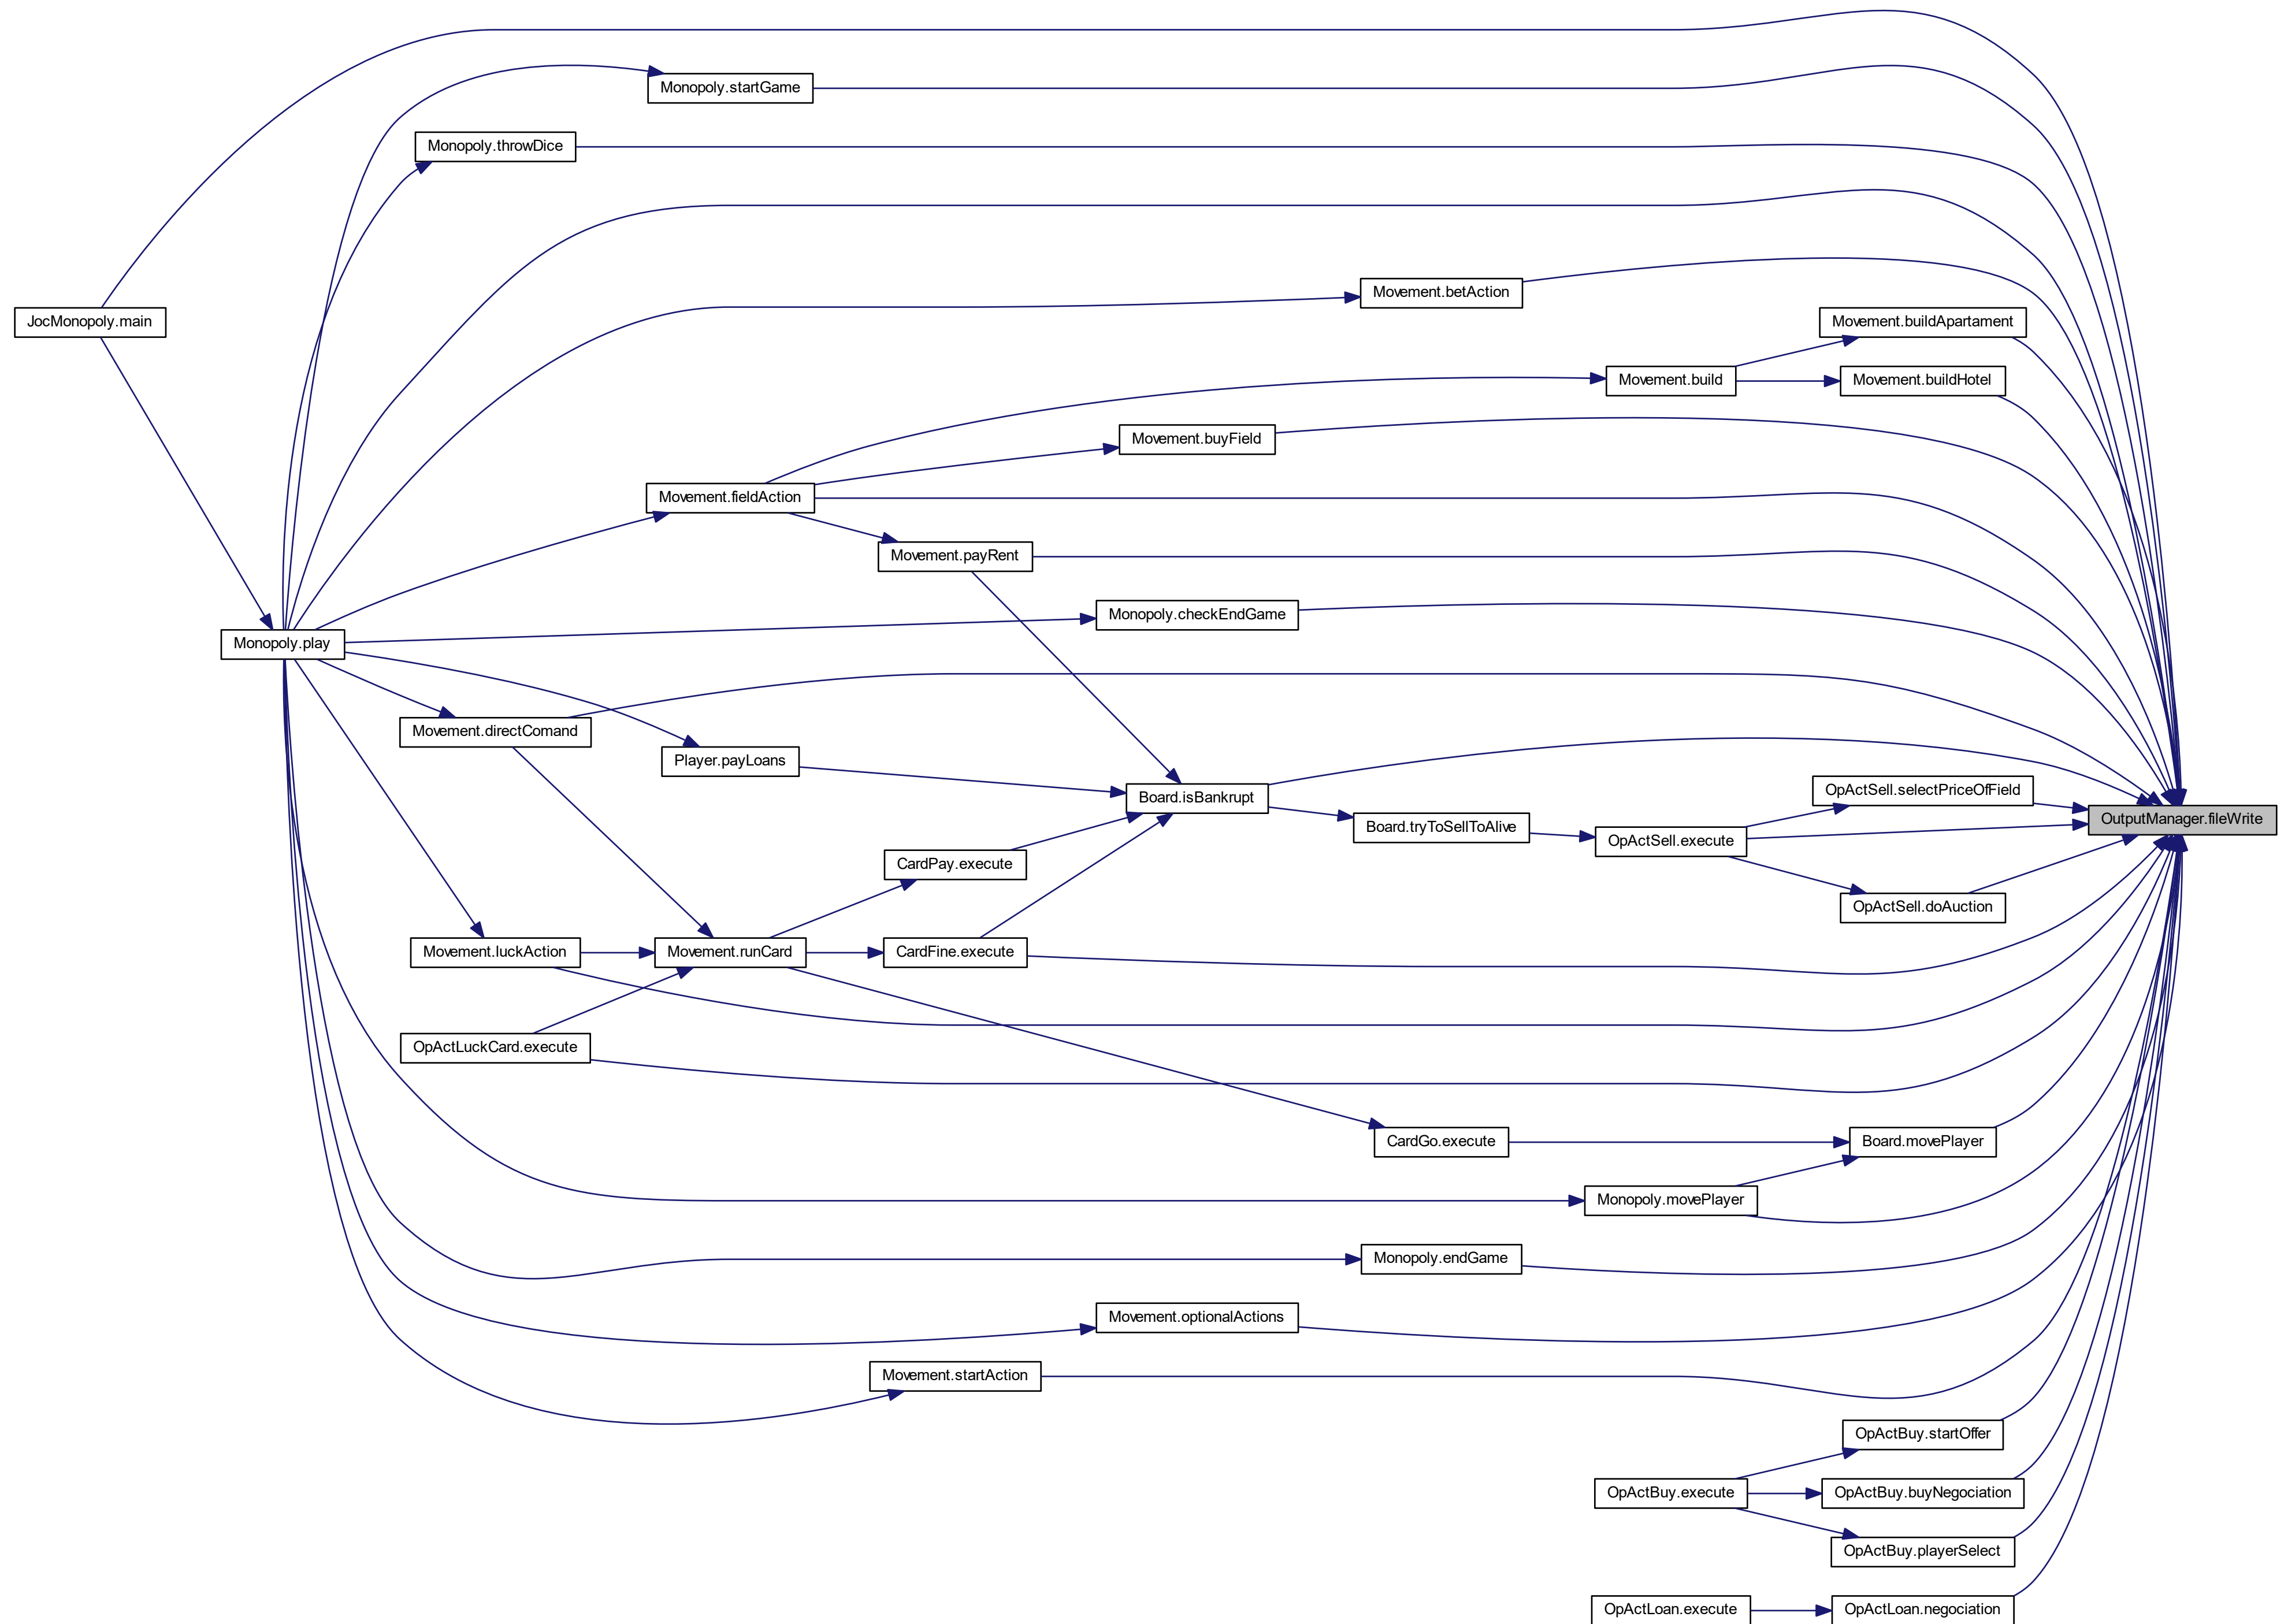 Monopoly.startGame
Monopoly.throwDice
Movement.betAction
JocMonopoly.main
Movement.buildApartament
Movement.build
Movement.buildHotel
Movement.buyField
Movement.fieldAction
Movement.payRent
Monopoly.checkEndGame
Monopoly.play
Movement.directComand
Player.payLoans
Board.isBankrupt
OpActSell.selectPriceOfField
OutputManager.fileWrite
Board.tryToSellToAlive
OpActSell.execute
CardPay.execute
OpActSell.doAuction
Movement.luckAction
Movement.runCard
CardFine.execute
OpActLuckCard.execute
CardGo.execute
Board.movePlayer
Monopoly.movePlayer
Monopoly.endGame
Movement.optionalActions
Movement.startAction
OpActBuy.startOffer
OpActBuy.execute
OpActBuy.buyNegociation
OpActBuy.playerSelect
OpActLoan.execute
OpActLoan.negociation